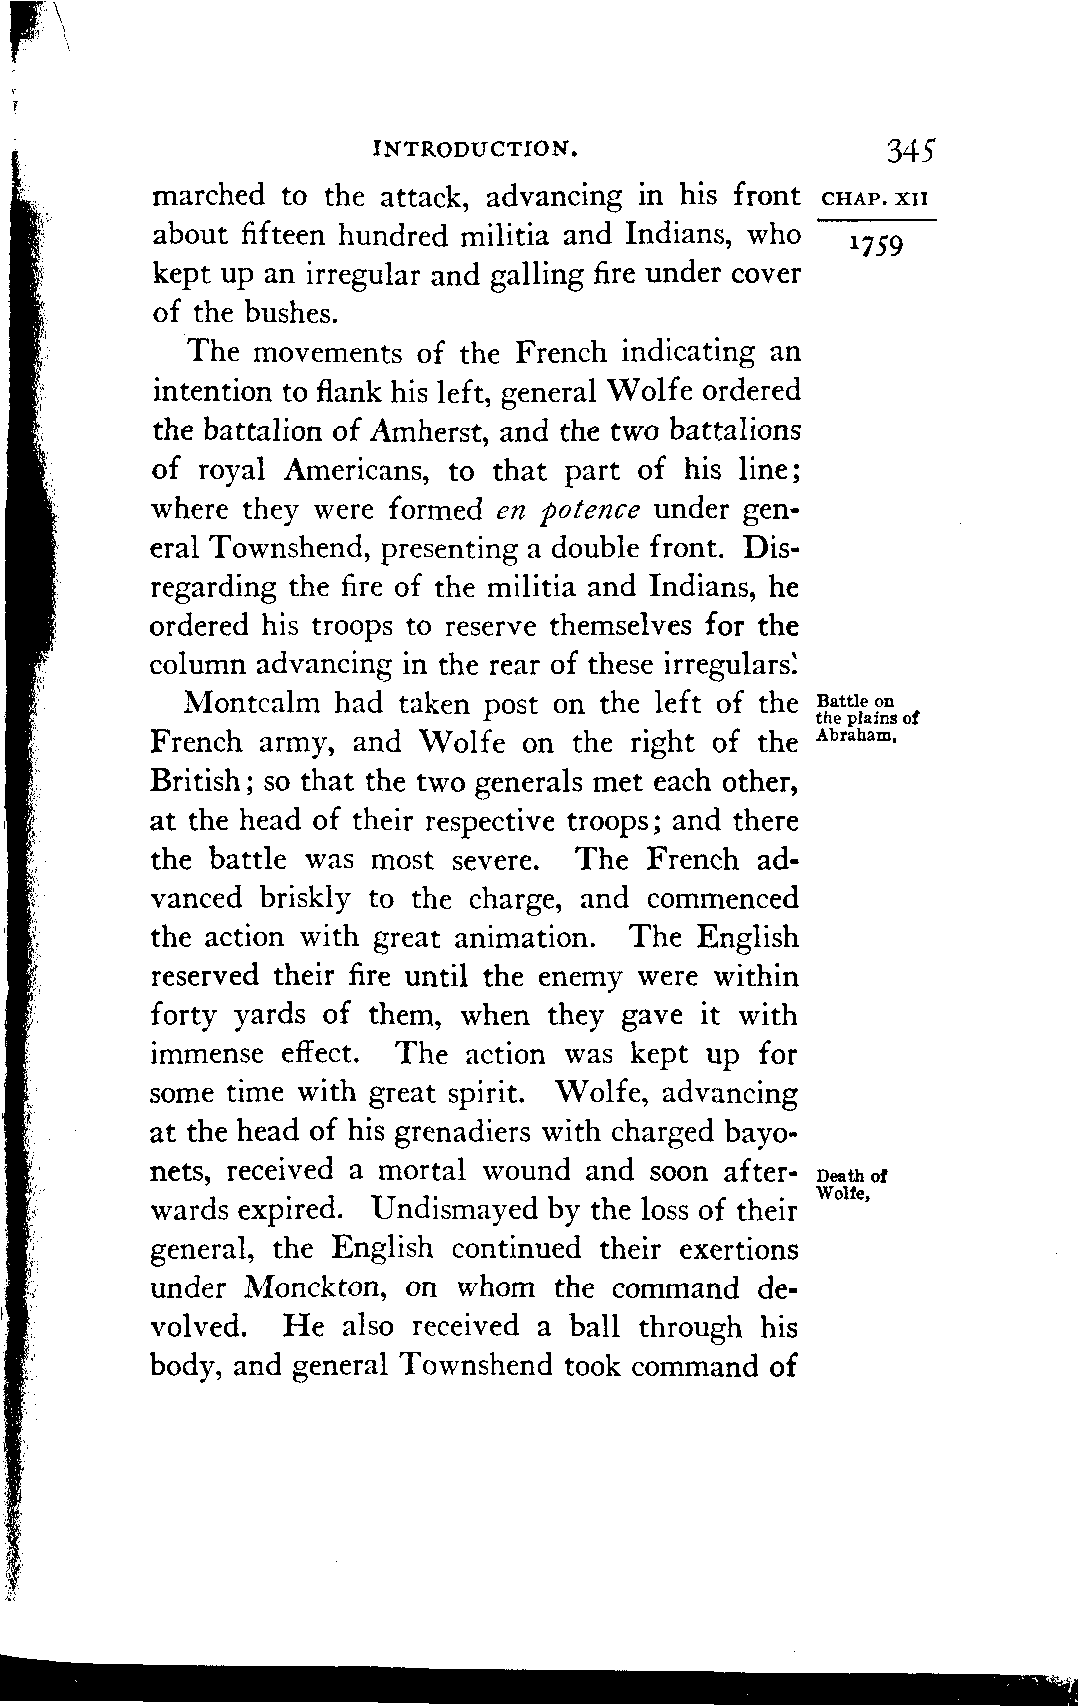 INTRODUCTION. 345
marched to the attack, advancing in his front
CHAP. XII
about fifteen hundred militia and Indians, who
1759
kept up an irregular and galling fire under cover
of the bushes.
The movements of the French indicating an
intention to flank his left, general Wolfe ordered
the battalion of Amherst, and the two battalions
of royal Americans, to that part of his line;
where they were formed en potence under gen-
eral Townshend, presenting a double front. Dis-
regarding the fire of the militia and Indians, he
ordered his troops to reserve themselves for the
column advancing in the rear of these irregulars.
Montcalm had taken post on the left of the
Battle on
the plains of
Abraham,
French army, and Wolfe on the right of the
British; so that the two generals met each other,
at the head of their respective troops; and there
the battle was most severe. The French ad-
vanced briskly to the charge, and commenced
the action with great animation. The English
reserved their fire until the enemy were within
forty yards of them, when they gave it with
immense effect. The action was kept up for
some time with great spirit. Wolfe, advancing
at the head of his grenadiers with charged bayo-
nets, received a mortal wound and soon after-
Death of
Wolfe,
wards expired. Undismayed by the loss of their
general, the English continued their exertions
under Monckton, on whom the command de-
volved. He also received a ball through his
body, and general Townshend took command of